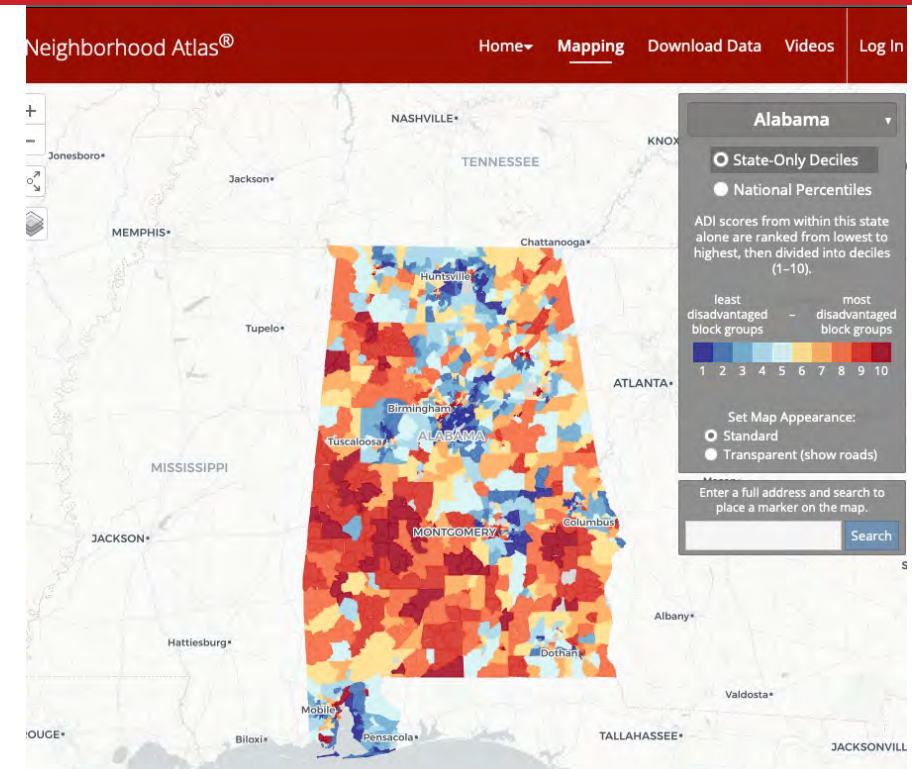 Neighborhood Atlas®
Home▾ Mapping Download Data Videos Log In
+
−
Alabama
State-Only Deciles
National Percentiles
ADI scores from within this state
alone are ranked from lowest to
highest, then divided into deciles
(1–10).
least
disadvantaged
block groups
–
most
disadvantaged
block groups
1 2 3 4 5 6 7 8 9 10
Set Map Appearance:
Standard
Transparent (show roads)
Enter a full address and search to
place a marker on the map.
Search
NASHVILLE
KNOX
Jonesboro
TENNESSEE
Jackson
MEMPHIS
Chattanooga
Huntsville
Tupelo
ATLANTA
Birmingham
ALABAMA
Tuscaloosa
MISSISSIPPI
Columbus
MONTGOMERY
JACKSON
Albany
Hattiesburg
Dothan
Valdosta
Mobile
OUGE
Biloxi
Pensacola
TALLAHASSEE
JACKSONVILL